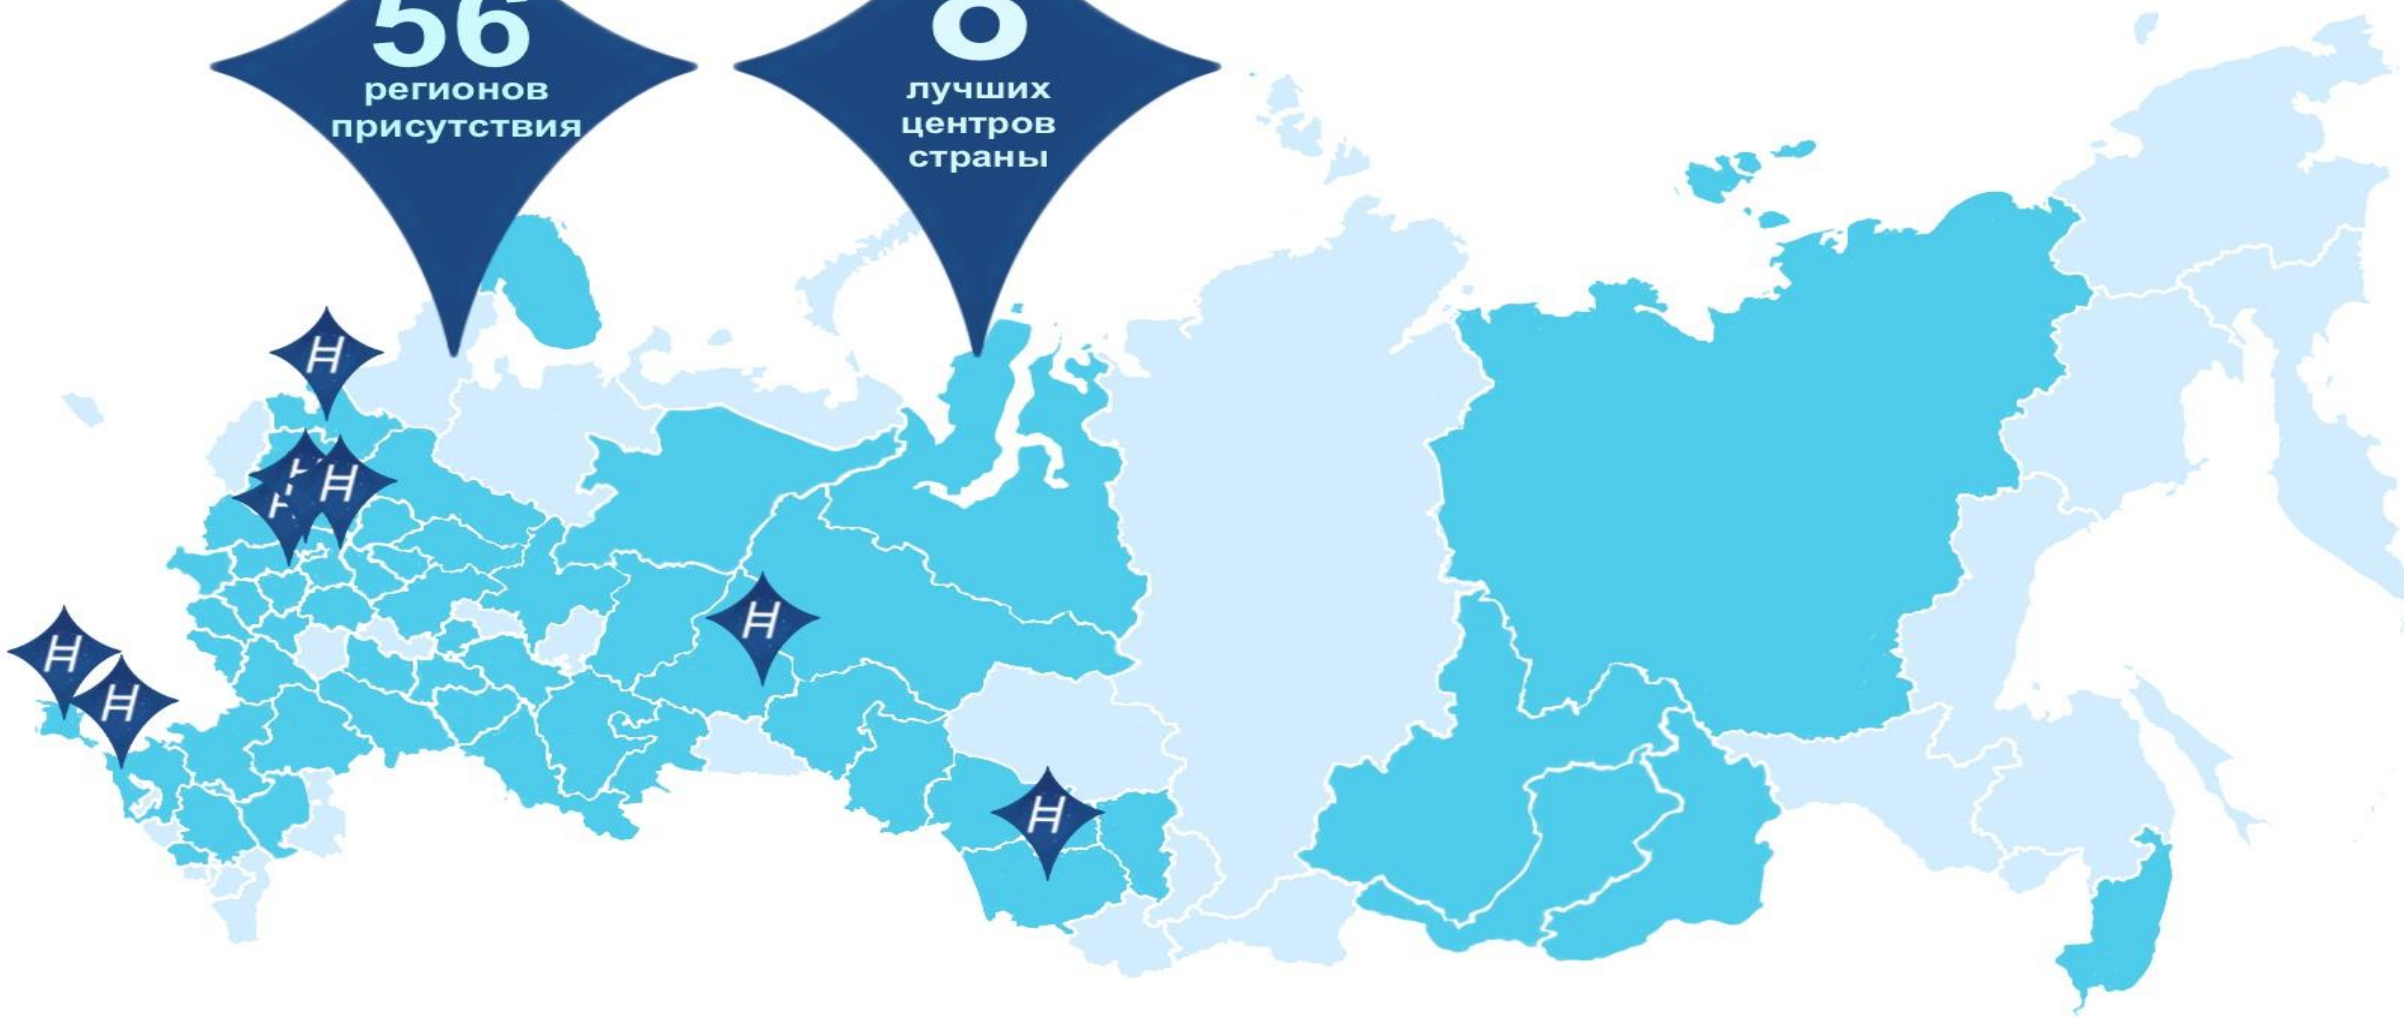 56
регионов
присутствия
8
лучших
центров
страны
Н
Н
Н
Н
Н
Н